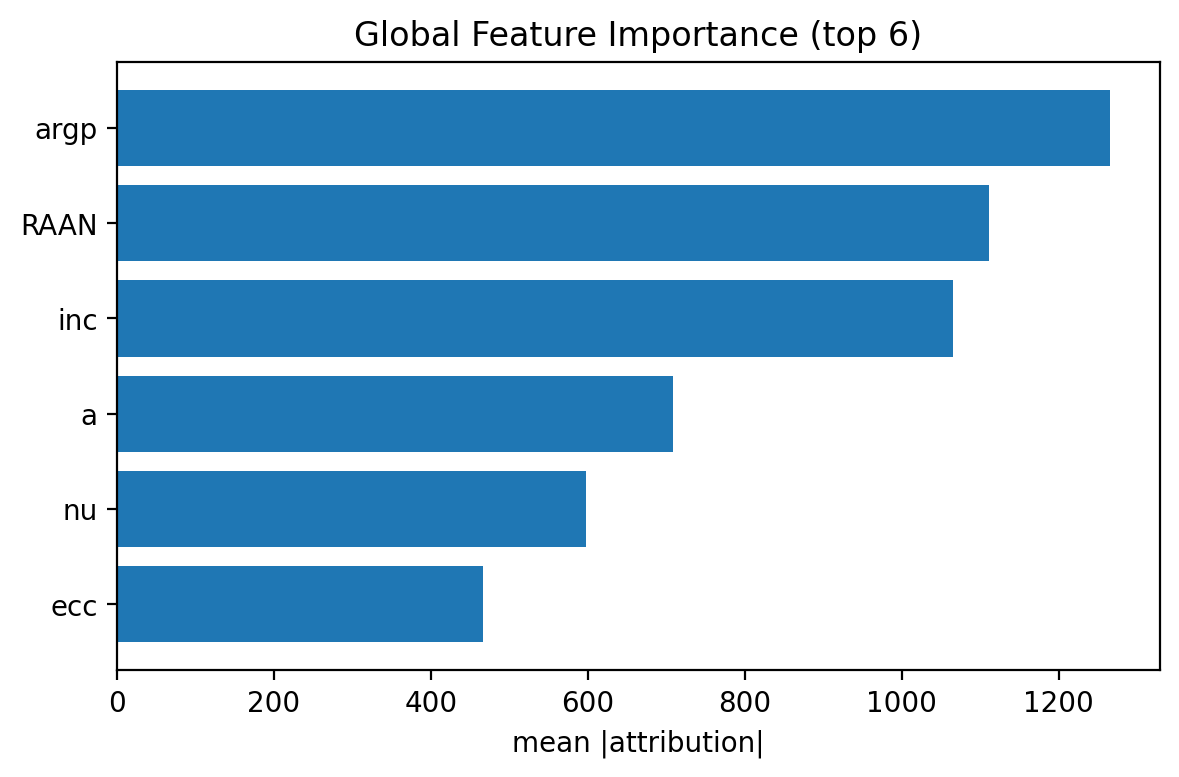 Global Feature Importance (top 6)
argp
RAAN
inc
a
nu
ecc
0 200 400 600 800 1000 1200
mean |attribution|